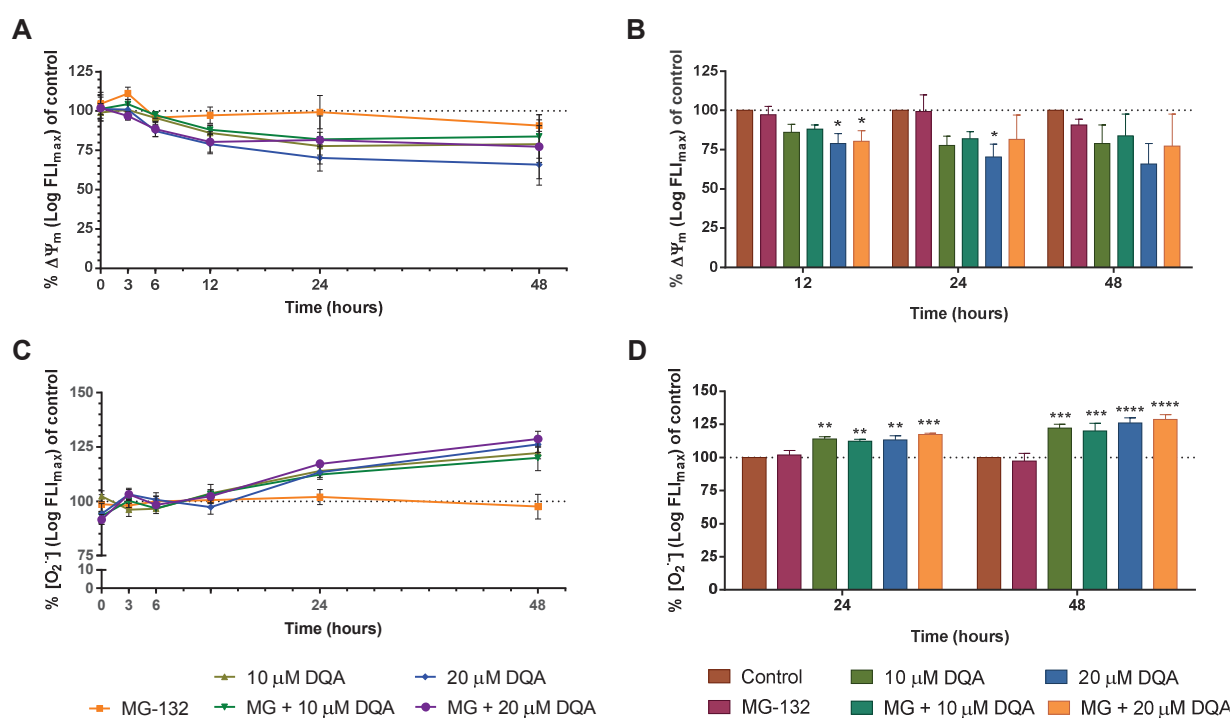 A
% ΔΨm (Log FLImax) of control
125
100
75
50
25
0
0 3 6 12 24 48
Time (hours)
B
% ΔΨm (Log FLImax) of control
125
100
75
50
25
0
* * *
12 24 48
Time (hours)
C
% [O2·-] (Log FLImax) of control
150
125
100
75
10
0
0 3 6 12 24 48
Time (hours)
D
% [O2·-] (Log FLImax) of control
150
125
100
75
50
25
0
** ** ** *** *** *** **** ****
24 48
Time (hours)
10 μM DQA 20 μM DQA
MG-132 MG + 10 μM DQA MG + 20 μM DQA
Control 10 μM DQA 20 μM DQA
MG-132 MG + 10 μM DQA MG + 20 μM DQA